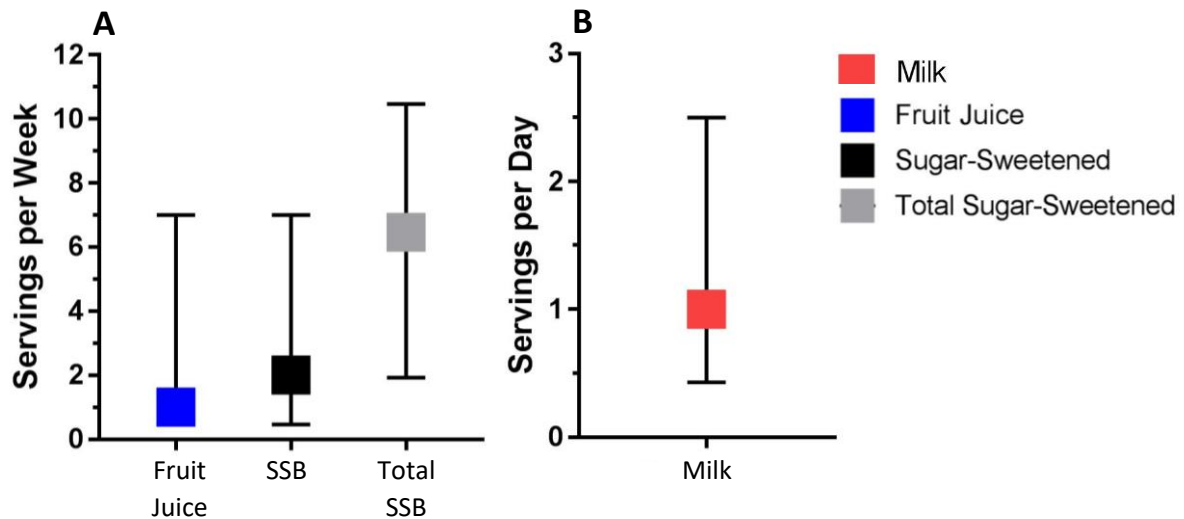 A
Servings per Week
12
10
8
6
4
2
0
Fruit
Juice
SSB
Total
SSB
B
Servings per Day
3
2
1
0
Milk
Milk
Fruit Juice
Sugar-Sweetened
Total Sugar-Sweetened